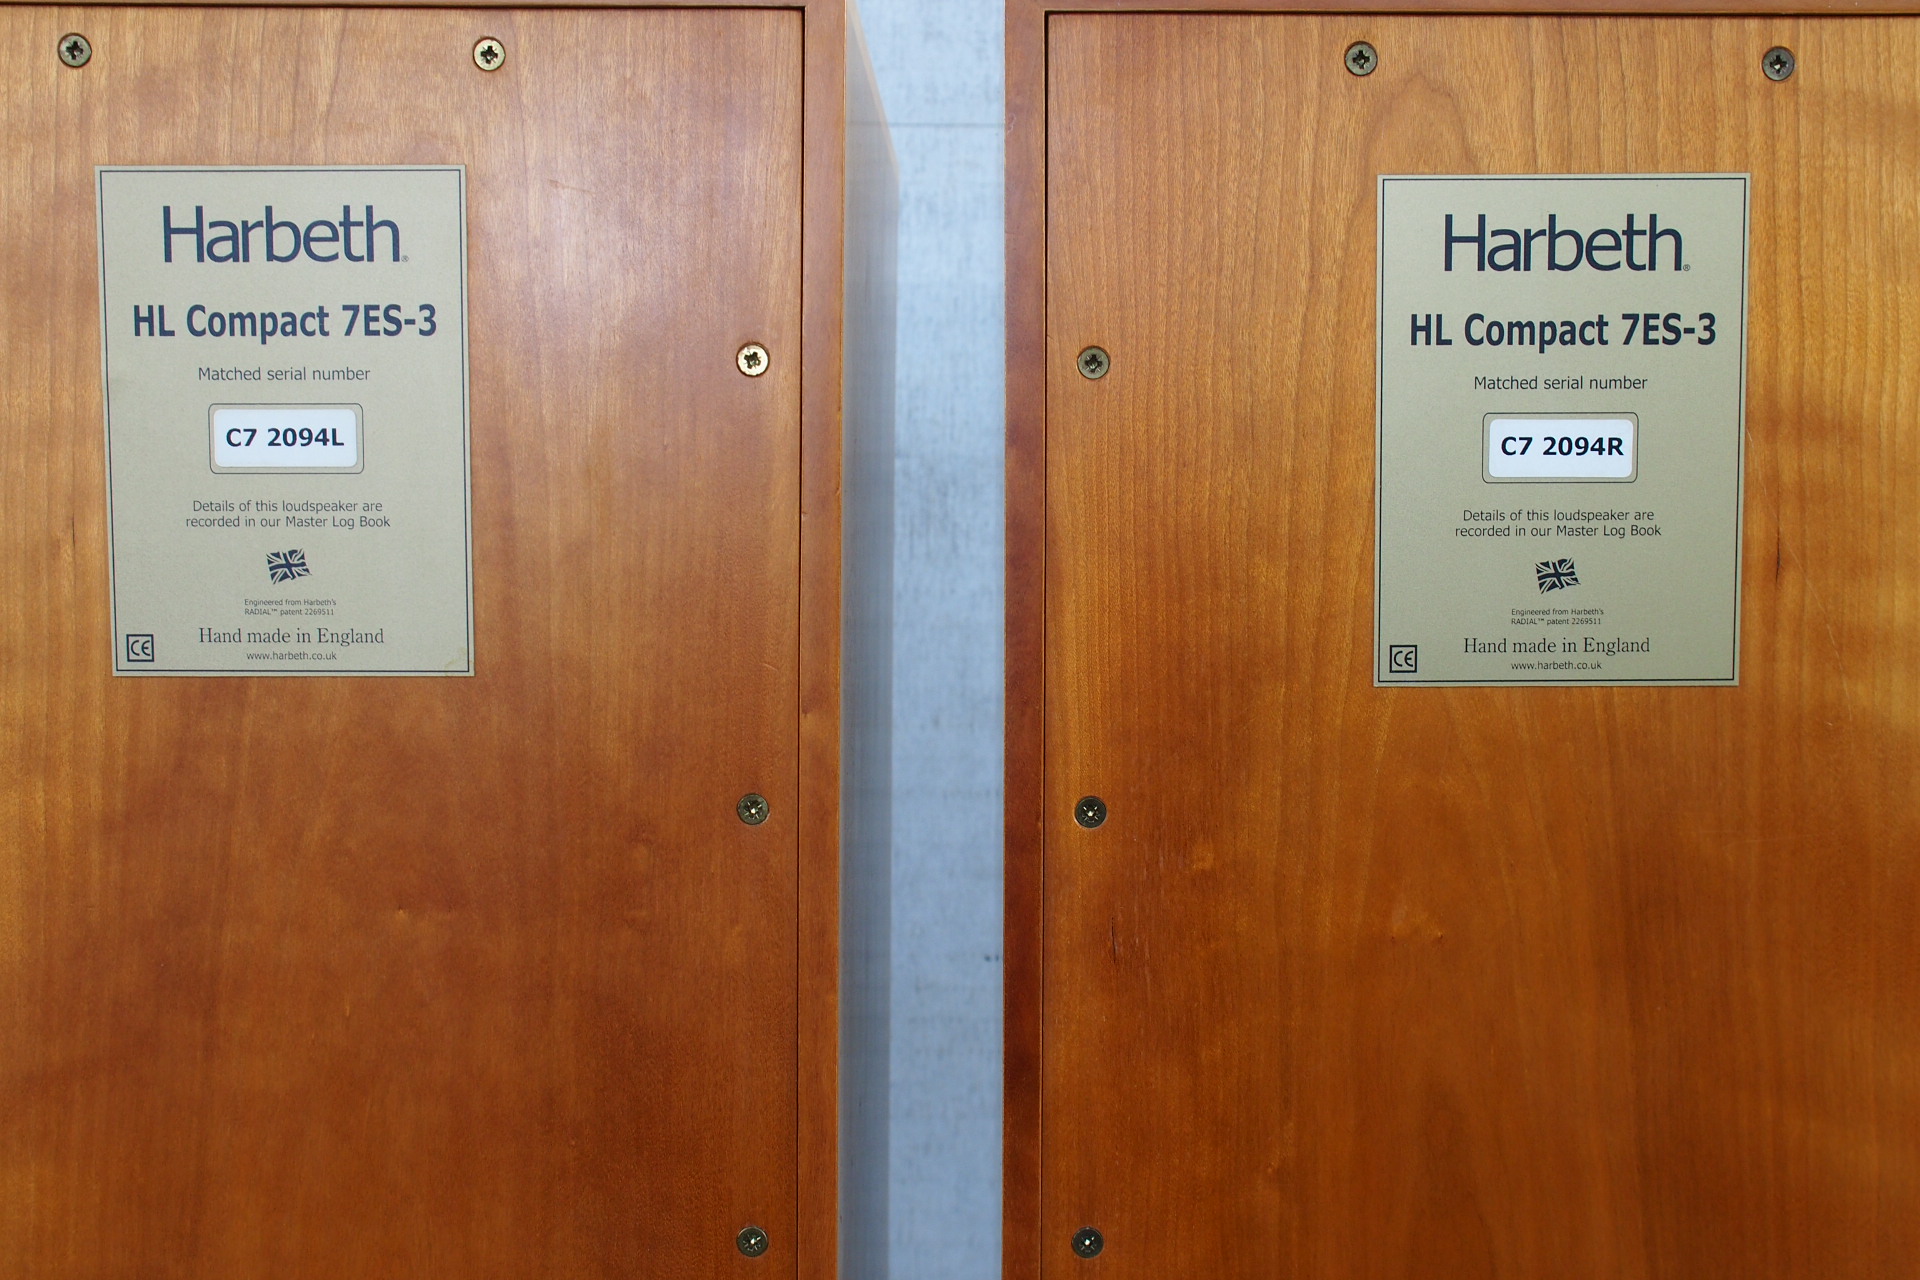 Harbeth®
HL Compact 7ES-3
Matched serial number
C7 2094L
Details of this loudspeaker are
recorded in our Master Log Book
Engineered from Harbeth's
RADIAL™ patent 2269511
Hand made in England
www.harbeth.co.uk
CE
Harbeth®
HL Compact 7ES-3
Matched serial number
C7 2094R
Details of this loudspeaker are
recorded in our Master Log Book
Engineered from Harbeth's
RADIAL™ patent 2269511
Hand made in England
www.harbeth.co.uk
CE